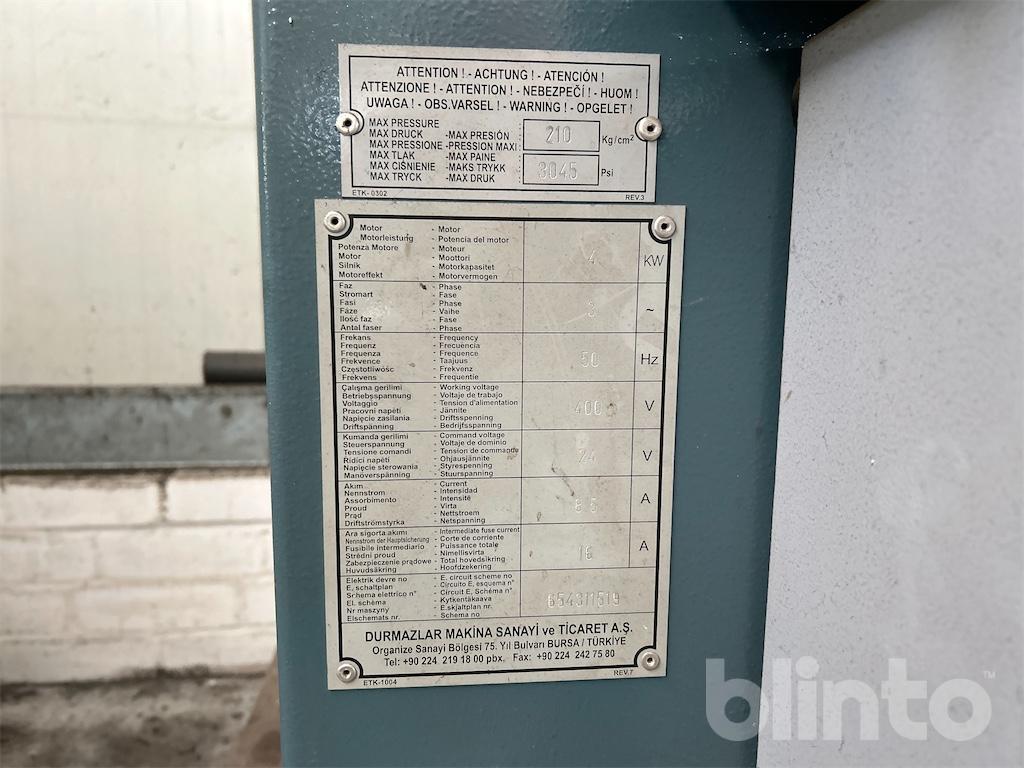 ATTENTION ! - ACHTUNG ! - ATENCIÓN !
ATTENZIONE ! - ATTENTION ! - NEBEZPEČÍ ! - HUOM !
UWAGA ! - OBS.VARSEL ! - WARNING ! - OPGELET !
MAX PRESSURE
MAX DRUCK -MAX PRESIÓN 210 Kg/cm²
MAX PRESSIONE -PRESSION MAXI
MAX TLAK -MAX PAINE
MAX CIŚNIENIE -MAKS TRYKK 3045 Psi
MAX TRYCK -MAX DRUK
ETK- 0302 REV.3
Motor - Motor
Motorleistung - Potencia del motor
Potenza Motore - Moteur
Motor - Moottori 4 KW
Silnik - Motorkapasitet
Motoreffekt - Motorvermogen
Faz - Phase
Stromart - Fase
Fasi - Phase
Fáze - Vaihe 3 ~
Ilość faz - Fase
Antal faser - Phase
Frekans - Frequency
Frequenz - Frecuencia
Frequenza - Frequence
Frekvence - Taajuus 50 Hz
Częstotliwośc - Frekvenz
Frekvens - Frequentie
Çalışma gerilimi - Working voltage
Betriebsspannung - Voltaje de trabajo
Voltaggio - Tension d'alimentation
Pracovni napéti - Jännite 400 V
Napięcie zasilania - Driftsspenning
Driftspänning - Bedrijfsspanning
Kumanda gerilimi - Command voltage
Steuerspannung - Voltaje de dominio
Tensione comandi - Tension de commande
Ridici napéti - Ohjausjännite 24 V
Napięcie sterowania - Styrespenning
Manöverspänning - Stuurspanning
Akım - Current
Nennstrom - Intensidad
Assorbimento - Intensité
Proud - Virta 8.5 A
Prąd - Nettstroem
Driftströmstyrka - Netspanning
Ara sigorta akımı - Intermediate fuse current
Nennstrom der Hauptsicherung - Corte de corriente
Fusibile intermediario - Puissance totale
Střední proud - Nimellisvirta 16 A
Zabezpieczenie prądowe - Total hovedsikring
Huvudsäkring - Hoofdzekering
Elektrik devre no - E. circuit scheme no
E, schaltplan - Circuito E, esquema n°
Srhema elettrico n° - Circuit E, Schéma n°
El. schéma - Kytkentäkaava 654311519
Nr maszyny - E.skjaltplan nr.
Elschemats nr. - Schema no
DURMAZLAR MAKİNA SANAYİ ve TİCARET A.Ş.
Organize Sanayi Bölgesi 75. Yıl Bulvarı BURSA / TÜRKİYE
Tel: +90 224 219 18 00 pbx. Fax: +90 224 242 75 80
ETK-1004 REV.7
blinto™